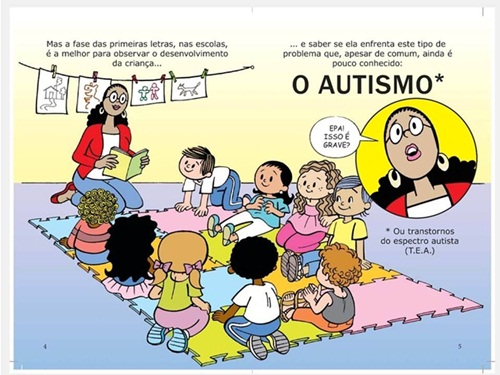 Mas a fase das primeiras letras, nas escolas,
é a melhor para observar o desenvolvimento
da criança...
... e saber se ela enfrenta este tipo de
problema que, apesar de comum, ainda é
pouco conhecido:
O AUTISMO*
EPA!
ISSO É
GRAVE?
* Ou transtornos
do espectro autista
(T.E.A.)
4
5